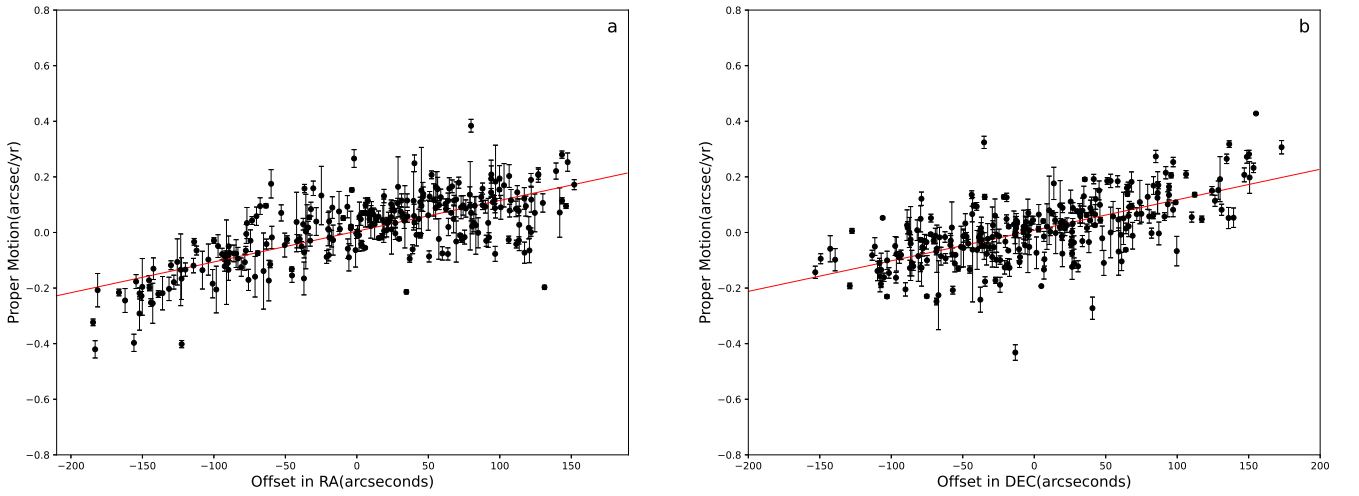 a
0.8
0.6
0.4
0.2
0.0
−0.2
−0.4
−0.6
−0.8
Proper Motion(arcsec/yr)
−200 −150 −100 −50 0 50 100 150
Offset in RA(arcseconds)
b
0.8
0.6
0.4
0.2
0.0
−0.2
−0.4
−0.6
−0.8
Proper Motion(arcsec/yr)
−200 −150 −100 −50 0 50 100 150 200
Offset in DEC(arcseconds)